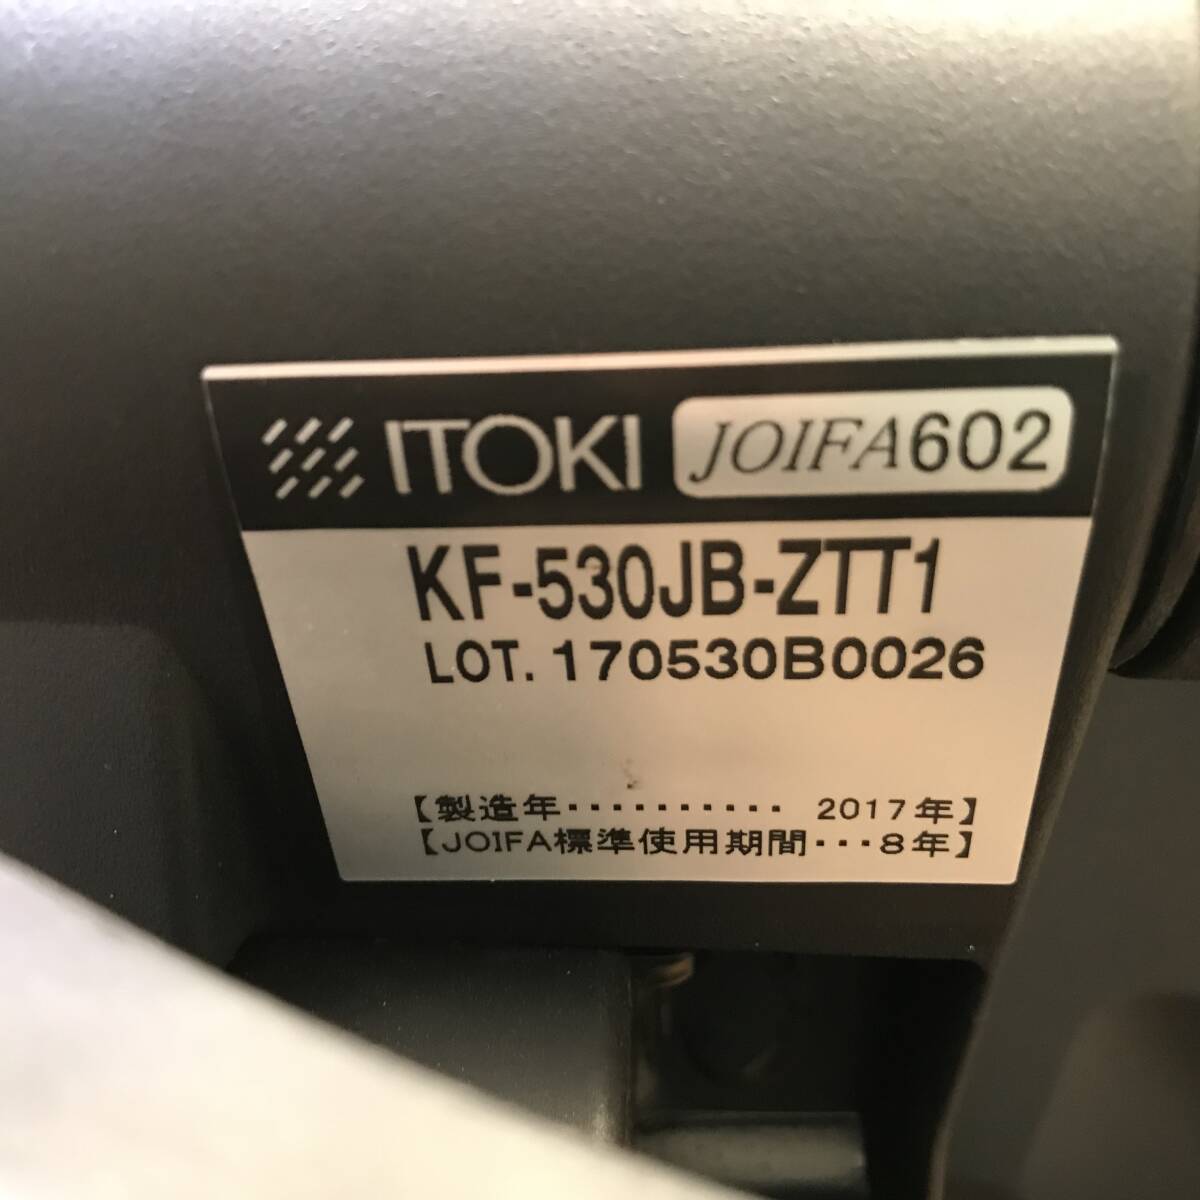 ITOKI JOIFA602
KF-530JB-ZTT1
LOT. 170530B0026
【製造年・・・・・・・・・・ 2017年】
【JOIFA標準使用期間・・・8年】